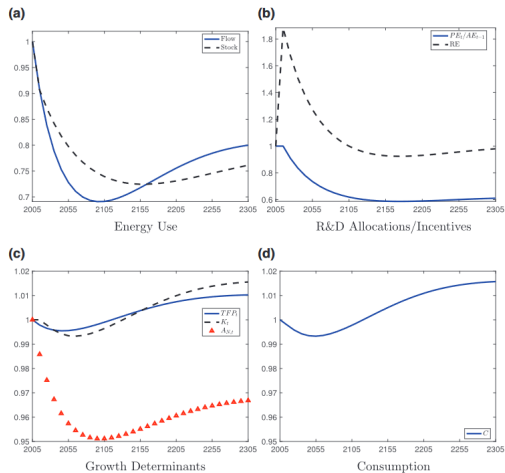 (a)
1
0.95
0.9
0.85
0.8
0.75
0.7
2005 2055 2105 2155 2205 2255 2305
Flow
Stock
Energy Use
(b)
1.8
1.6
1.4
1.2
1
0.8
0.6
2005 2055 2105 2155 2205 2255 2305
PE_t/AE_{t−1}
RE
R&D Allocations/Incentives
(c)
1.02
1.01
1
0.99
0.98
0.97
0.96
0.95
2005 2055 2105 2155 2205 2255 2305
TFP_t
K_t
A_{N,t}
Growth Determinants
(d)
1.02
1.01
1
0.99
0.98
0.97
0.96
0.95
2005 2055 2105 2155 2205 2255 2305
C
Consumption